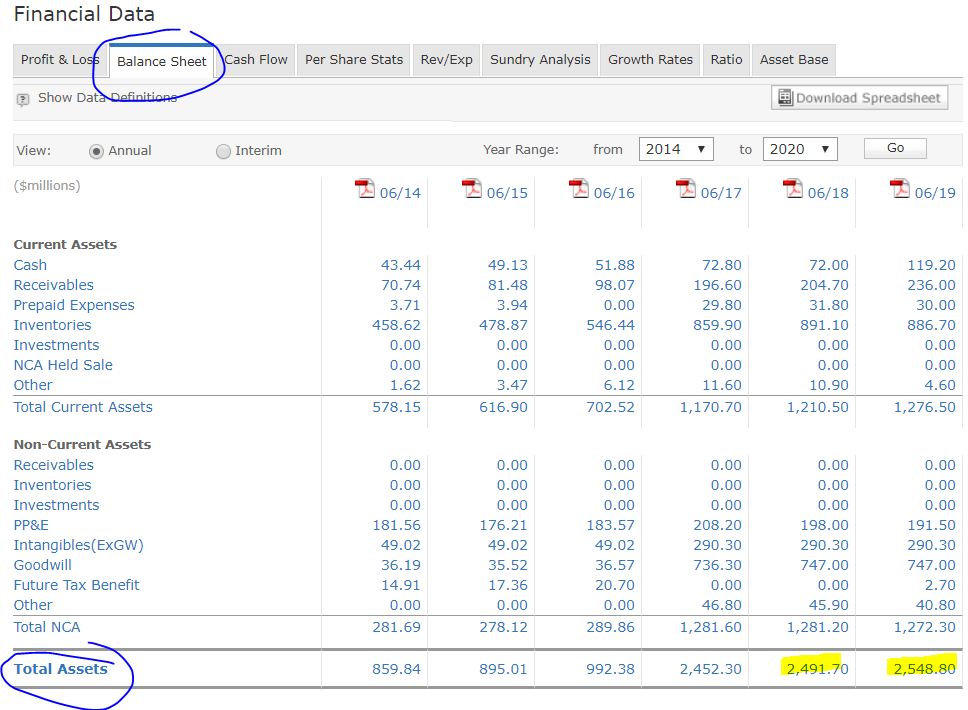 Financial Data
Profit & Loss Balance Sheet Cash Flow Per Share Stats Rev/Exp Sundry Analysis Growth Rates Ratio Asset Base
? Show Data Definitions Download Spreadsheet
View: Annual Interim Year Range: from 2014 to 2020 Go
($millions) 06/14 06/15 06/16 06/17 06/18 06/19
Current Assets
Cash 43.44 49.13 51.88 72.80 72.00 119.20
Receivables 70.74 81.48 98.07 196.60 204.70 236.00
Prepaid Expenses 3.71 3.94 0.00 29.80 31.80 30.00
Inventories 458.62 478.87 546.44 859.90 891.10 886.70
Investments 0.00 0.00 0.00 0.00 0.00 0.00
NCA Held Sale 0.00 0.00 0.00 0.00 0.00 0.00
Other 1.62 3.47 6.12 11.60 10.90 4.60
Total Current Assets 578.15 616.90 702.52 1,170.70 1,210.50 1,276.50
Non-Current Assets
Receivables 0.00 0.00 0.00 0.00 0.00 0.00
Inventories 0.00 0.00 0.00 0.00 0.00 0.00
Investments 0.00 0.00 0.00 0.00 0.00 0.00
PP&E 181.56 176.21 183.57 208.20 198.00 191.50
Intangibles(ExGW) 49.02 49.02 49.02 290.30 290.30 290.30
Goodwill 36.19 35.52 36.57 736.30 747.00 747.00
Future Tax Benefit 14.91 17.36 20.70 0.00 0.00 2.70
Other 0.00 0.00 0.00 46.80 45.90 40.80
Total NCA 281.69 278.12 289.86 1,281.60 1,281.20 1,272.30
Total Assets 859.84 895.01 992.38 2,452.30 2,491.70 2,548.80